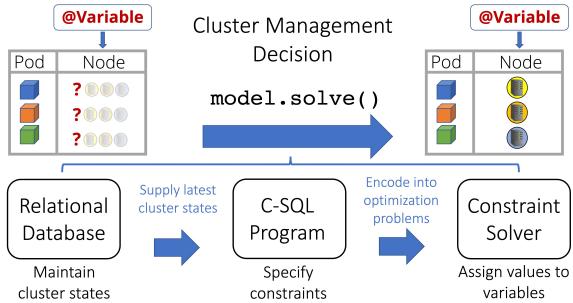 @Variable
Cluster Management
Decision
@Variable
Pod
Node
?
?
?
model.solve()
Pod
Node
Relational
Database
Supply latest
cluster states
C-SQL
Program
Encode into
optimization
problems
Constraint
Solver
Maintain
cluster states
Specify
constraints
Assign values to
variables